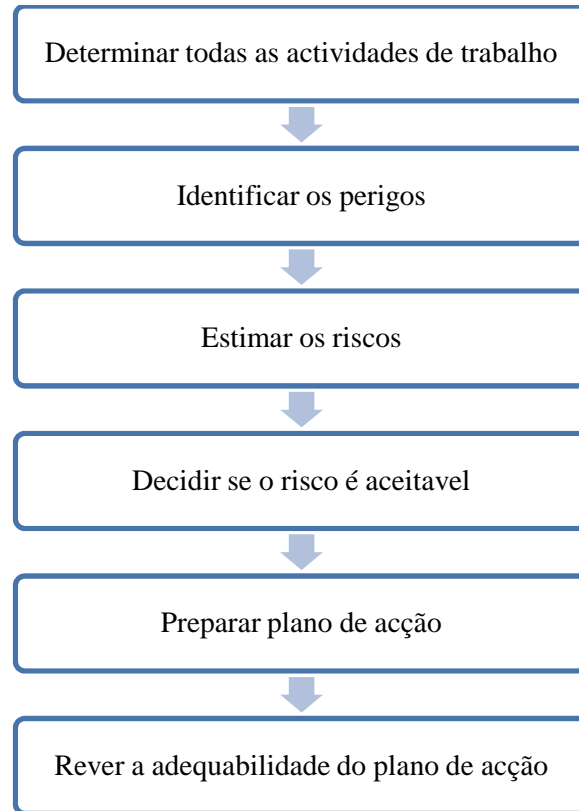 Determinar todas as actividades de trabalho
Identificar os perigos
Estimar os riscos
Decidir se o risco é aceitavel
Preparar plano de acção
Rever a adequabilidade do plano de acção